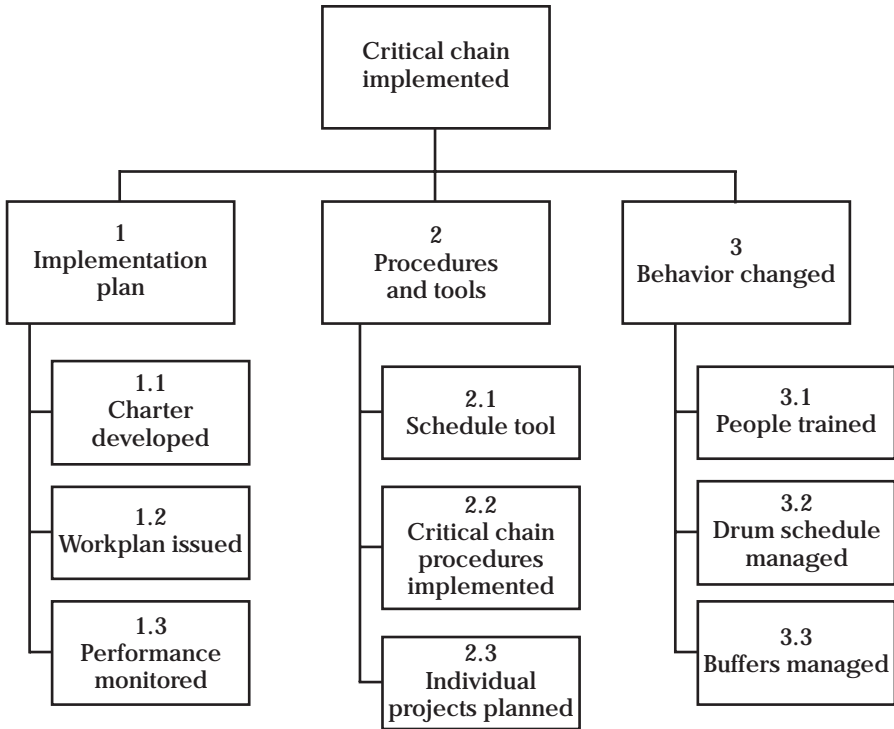 Critical chain
implemented
1
Implementation
plan
2
Procedures
and tools
3
Behavior changed
1.1
Charter
developed
2.1
Schedule tool
3.1
People trained
1.2
Workplan issued
2.2
Critical chain
procedures
implemented
3.2
Drum schedule
managed
1.3
Performance
monitored
2.3
Individual
projects planned
3.3
Buffers managed